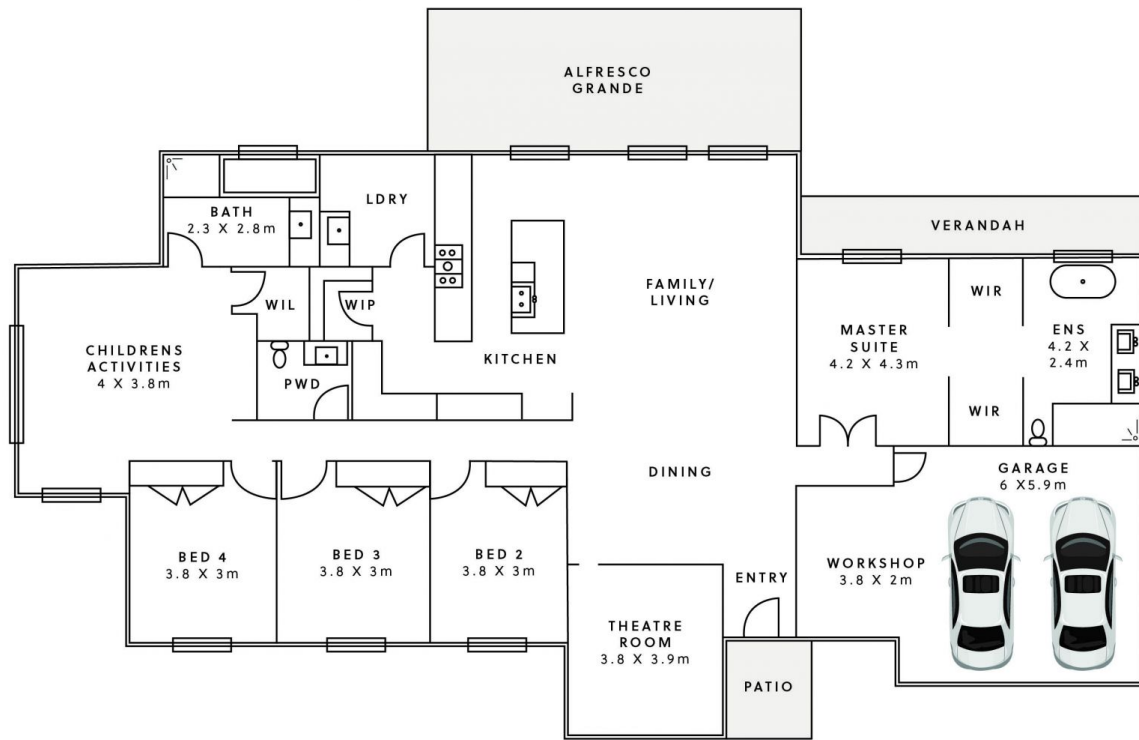 ALFRESCO
GRANDE
VERANDAH
BATH
2.3 X 2.8m
LDRY
WIL
WIP
CHILDRENS
ACTIVITIES
4 X 3.8m
PWD
KITCHEN
FAMILY/
LIVING
MASTER
SUITE
4.2 X 4.3m
WIR
WIR
ENS
4.2 X
2.4m
DINING
GARAGE
6 X5.9m
BED 4
3.8 X 3m
BED 3
3.8 X 3m
BED 2
3.8 X 3m
ENTRY
WORKSHOP
3.8 X 2m
THEATRE
ROOM
3.8 X 3.9m
PATIO